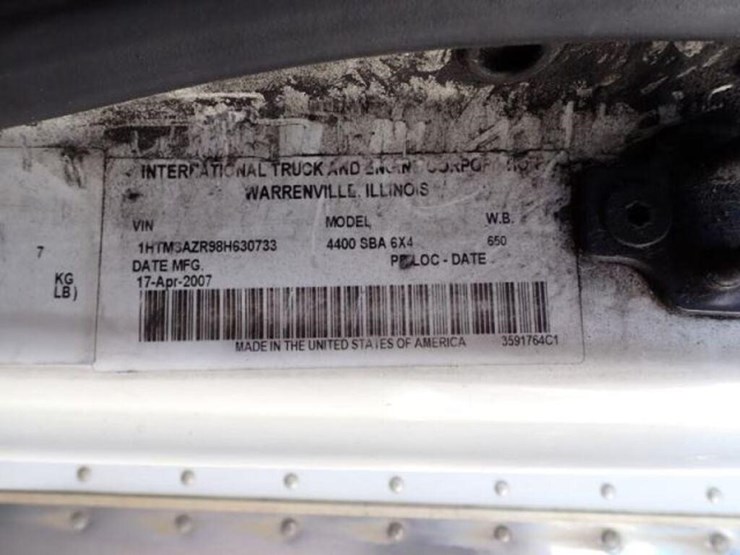 INTERNATIONAL TRUCK AND ENGINE CORPORATION
WARRENVILLE, ILLINOIS
VIN MODEL W.B.
1HTMSAZR98H630733 4400 SBA 6X4 650
DATE MFG. LOC - DATE
17-Apr-2007
7
KG
LB)
MADE IN THE UNITED STATES OF AMERICA 3591764C1